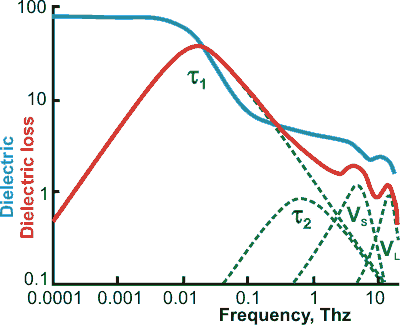 100
10
1
0.1
Dielectric
Dielectric loss
τ1
τ2
VS
VL
0.0001 0.001 0.01 0.1 1 10
Frequency, Thz